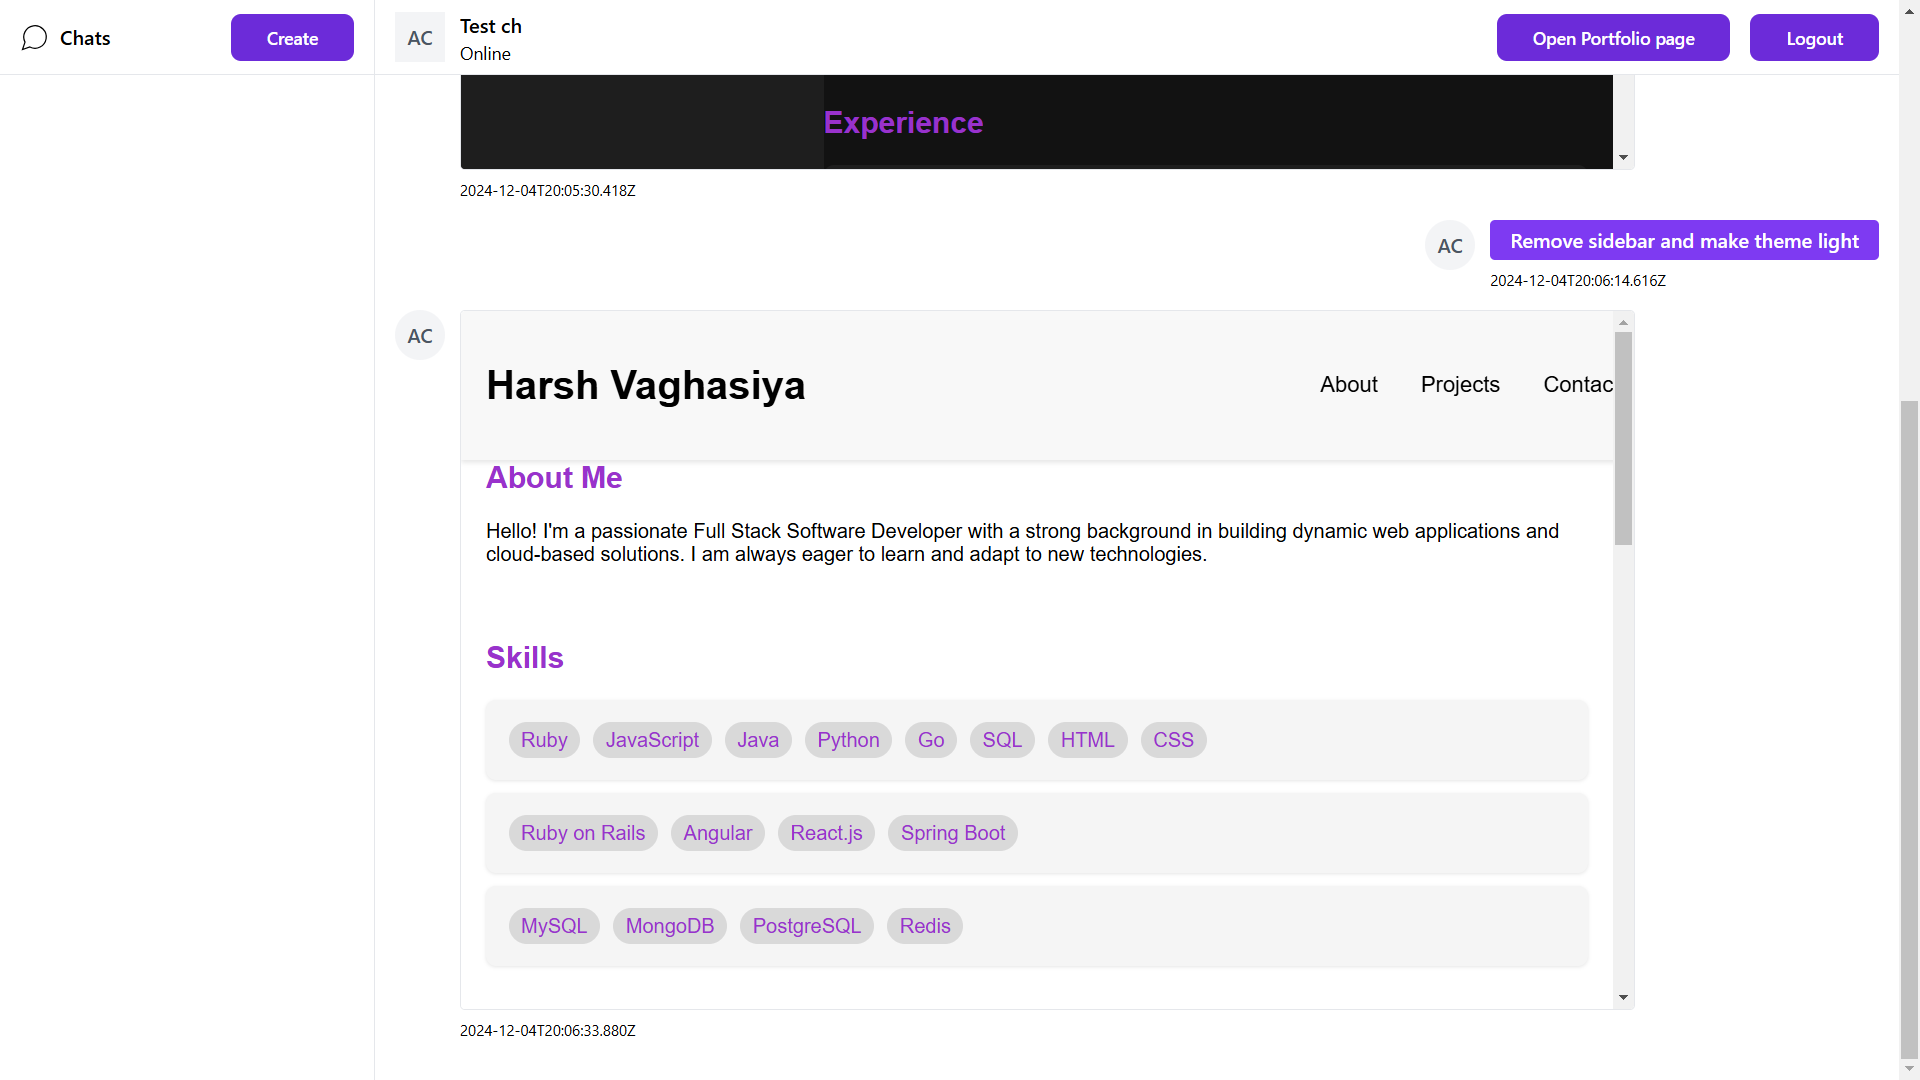 Chats
Create
AC
Test ch
Online
Open Portfolio page
Logout
Experience
2024-12-04T20:05:30.418Z
AC
Remove sidebar and make theme light
2024-12-04T20:06:14.616Z
AC
Harsh Vaghasiya
About Projects Contac
About Me
Hello! I'm a passionate Full Stack Software Developer with a strong background in building dynamic web applications and
cloud-based solutions. I am always eager to learn and adapt to new technologies.
Skills
Ruby JavaScript Java Python Go SQL HTML CSS
Ruby on Rails Angular React.js Spring Boot
MySQL MongoDB PostgreSQL Redis
2024-12-04T20:06:33.880Z